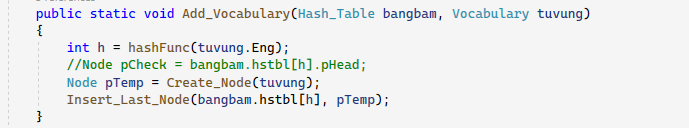 public static void Add_Vocabulary(Hash_Table bangbam, Vocabulary tuvung)
{
int h = hashFunc(tuvung.Eng);
//Node pCheck = bangbam.hstbl[h].pHead;
Node pTemp = Create_Node(tuvung);
Insert_Last_Node(bangbam.hstbl[h], pTemp);
}